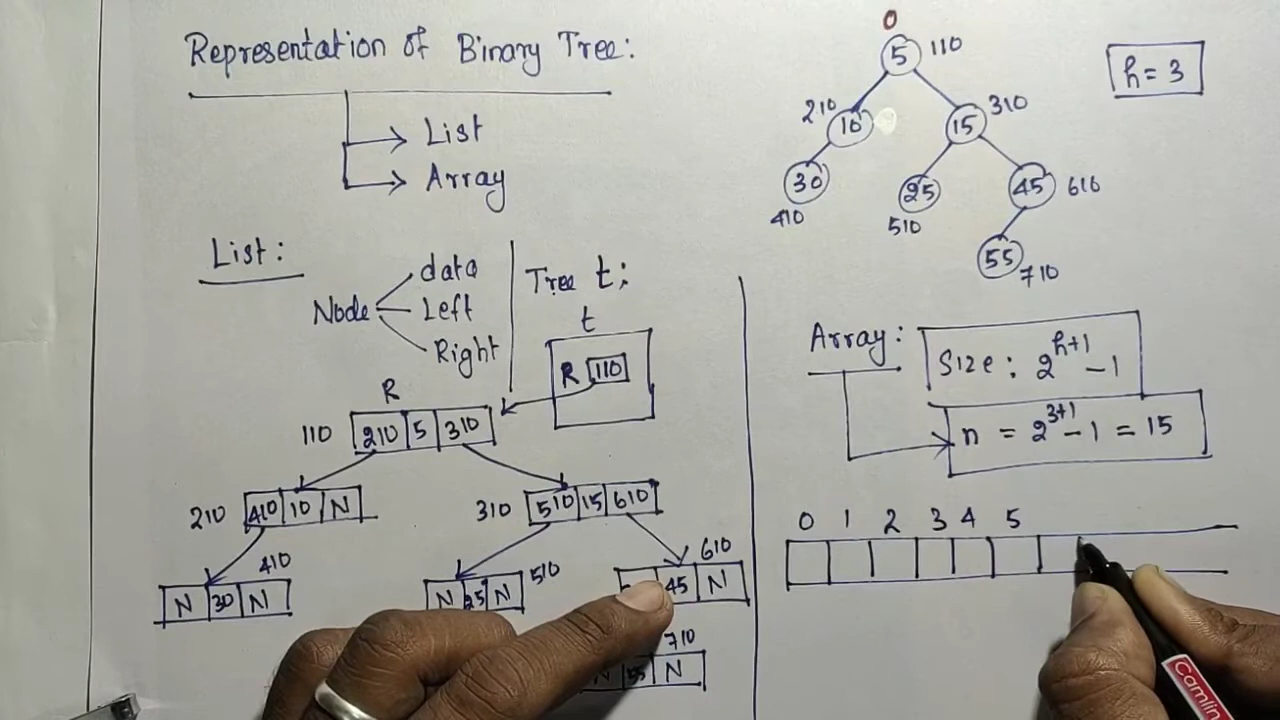 Representation of Binary Tree:
List
Array
0
5 110
210 10
15 310
30
410
25
510
45 610
55 710
h = 3
List:
Node
data
Left
Right
Tree t;
t
R 110
R
110 210 5 310
210 410 10 N
310 510 15 610
410
N 30 N
N 25 N 510
610
45 N
710
55 N
Array:
Size: 2^h+1 - 1
n = 2^3+1 - 1 = 15
0 1 2 3 4 5
Camlin